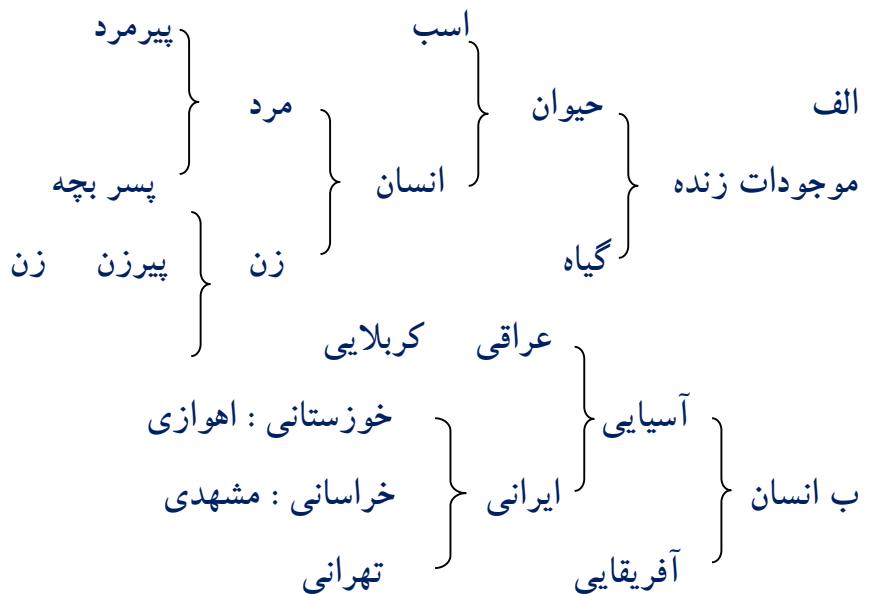 اسب پیرمرد
الف حیوان مرد
موجودات زنده انسان پسر بچه
گیاه زن پیرزن زن
عراقی کربلایی
آسیایی خوزستانی : اهوازی
ب انسان ایرانی خراسانی : مشهدی
آفریقایی تهرانی